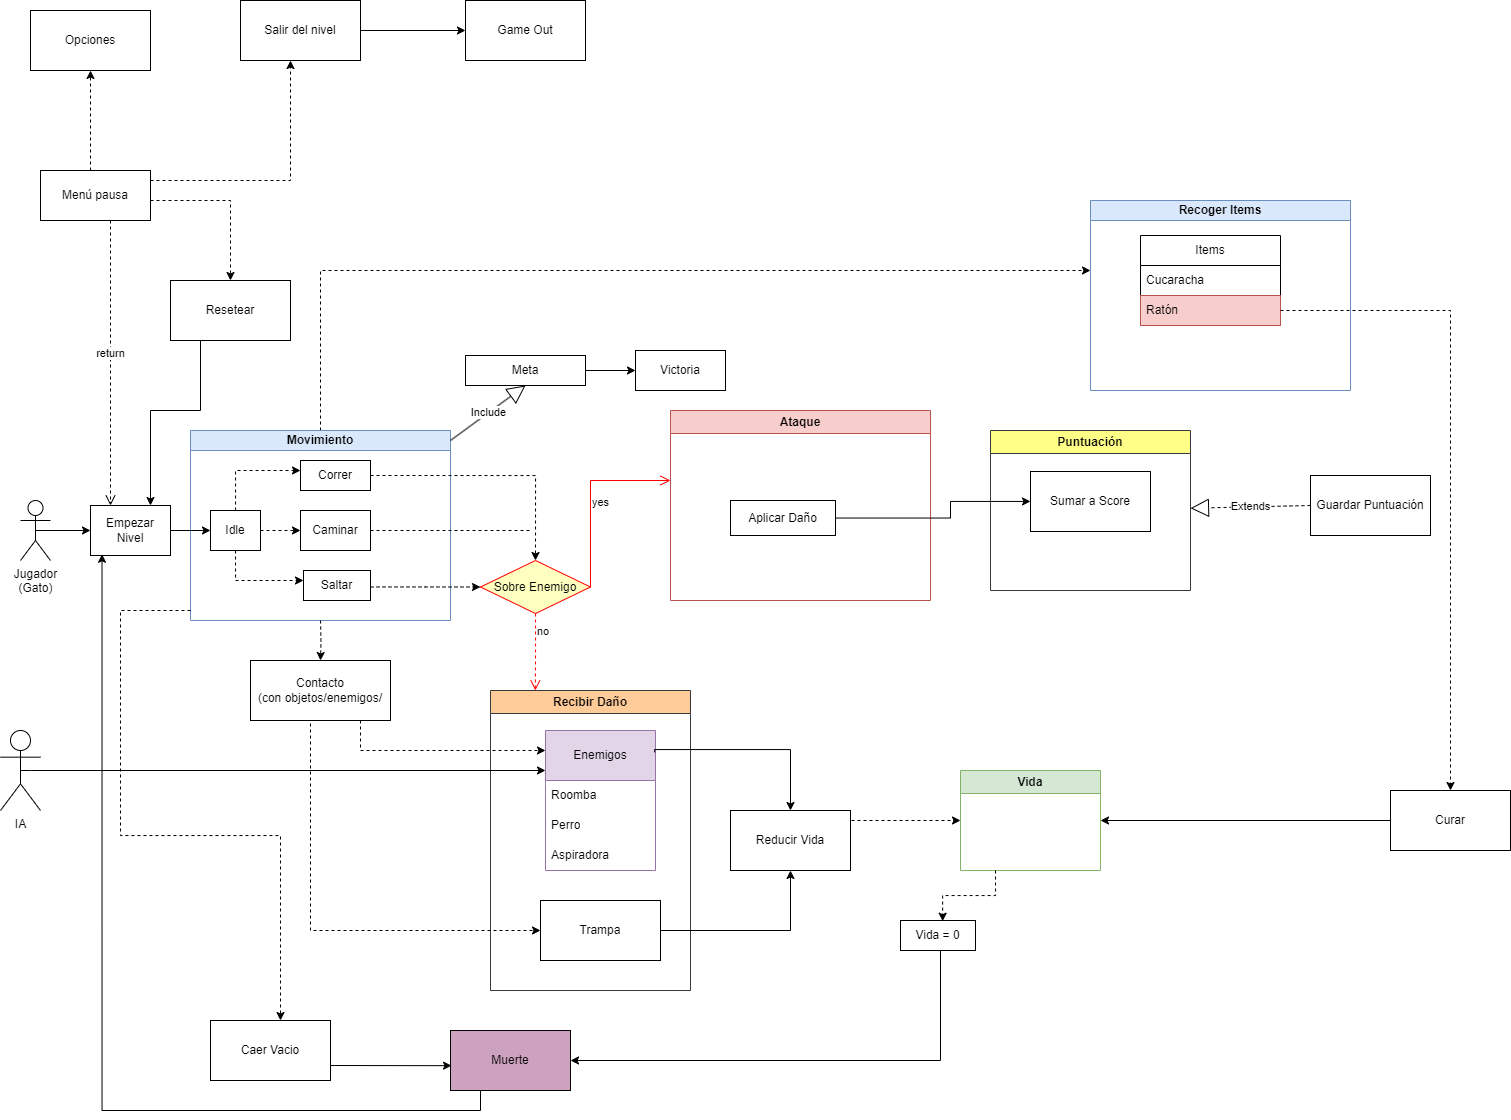 Opciones
Salir del nivel
Game Out
Menú pausa
Recoger Items
Items
Cucaracha
Ratón
Resetear
return
Meta
Victoria
Include
Movimiento
Correr
Idle
Caminar
Saltar
Ataque
Aplicar Daño
Puntuación
Sumar a Score
Extends
Guardar Puntuación
Empezar
Nivel
Jugador
(Gato)
Sobre Enemigo
yes
no
Contacto
(con objetos/enemigos/
Recibir Daño
Enemigos
Roomba
Perro
Aspiradora
Trampa
IA
Reducir Vida
Vida
Curar
Vida = 0
Caer Vacio
Muerte